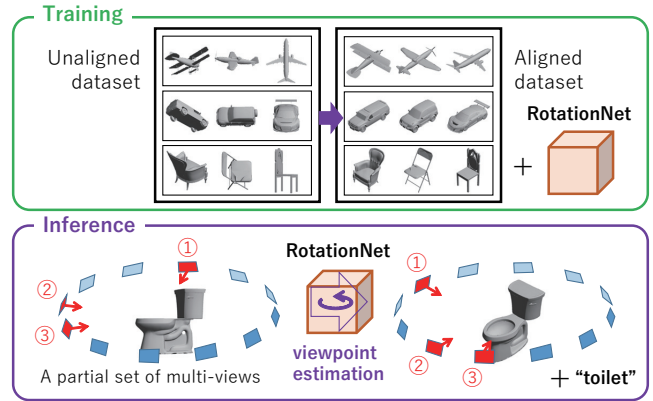 Training
Unaligned
dataset
Aligned
dataset
RotationNet
+
Inference
①
②
③
RotationNet
viewpoint
estimation
①
②
③
A partial set of multi-views
+ “toilet”